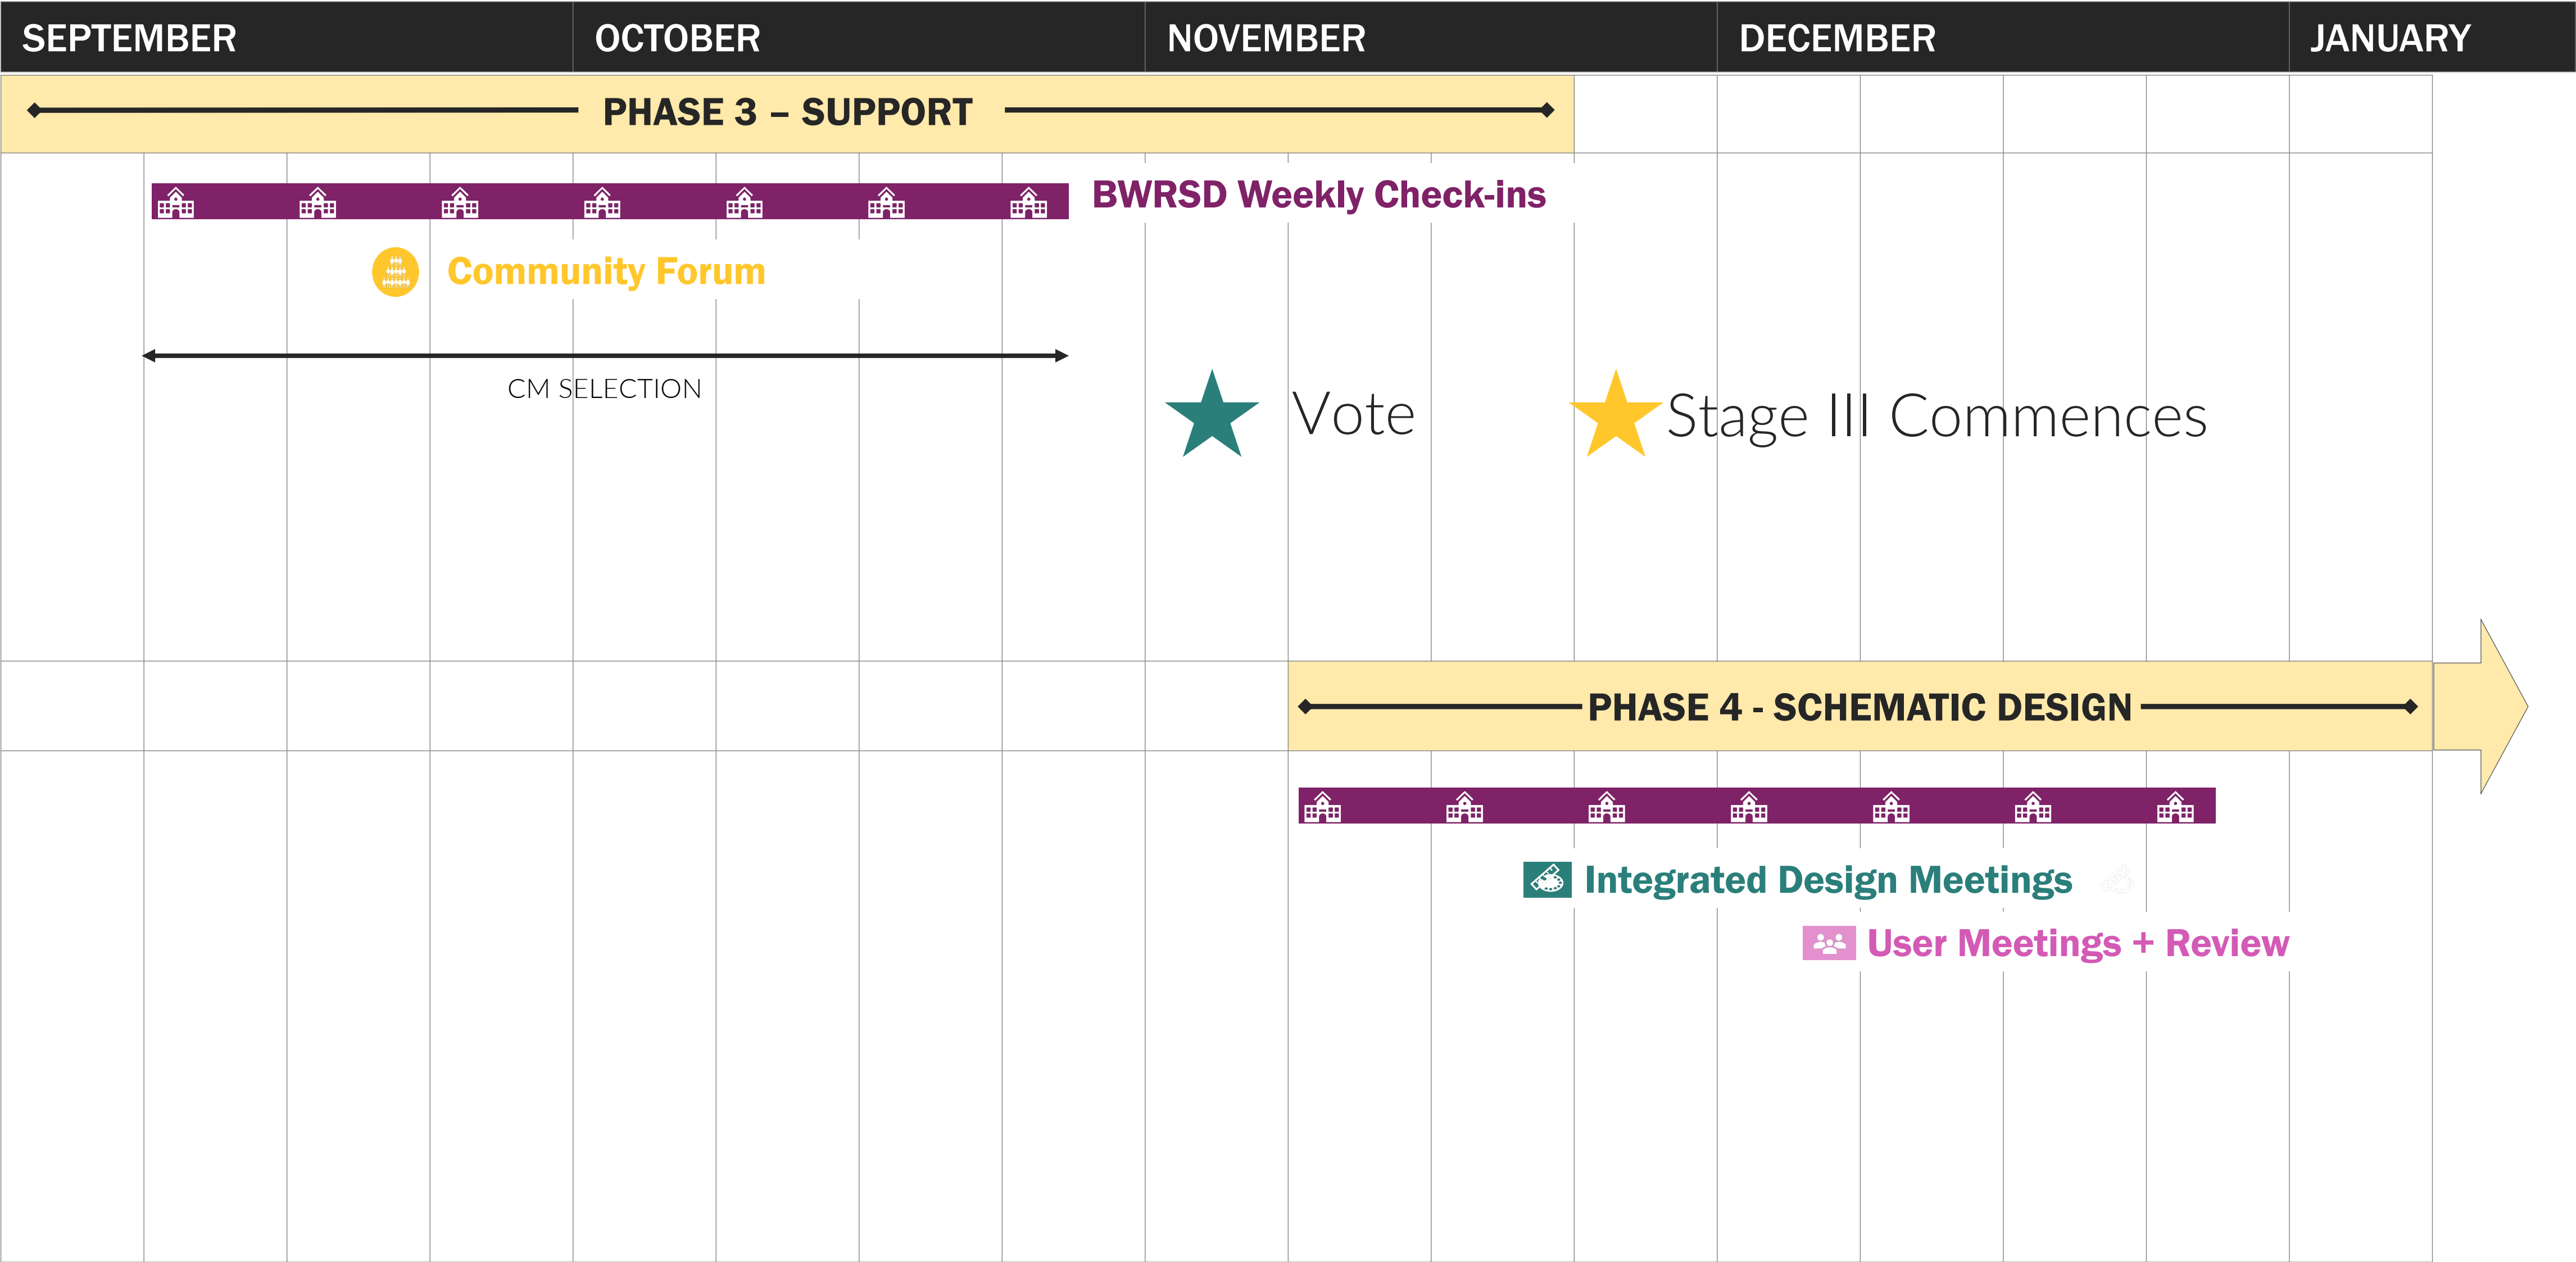 SEPTEMBER OCTOBER NOVEMBER DECEMBER JANUARY
PHASE 3 – SUPPORT
BWRSD Weekly Check-ins
Community Forum
CM SELECTION
Vote
Stage III Commences
PHASE 4 - SCHEMATIC DESIGN
Integrated Design Meetings
User Meetings + Review